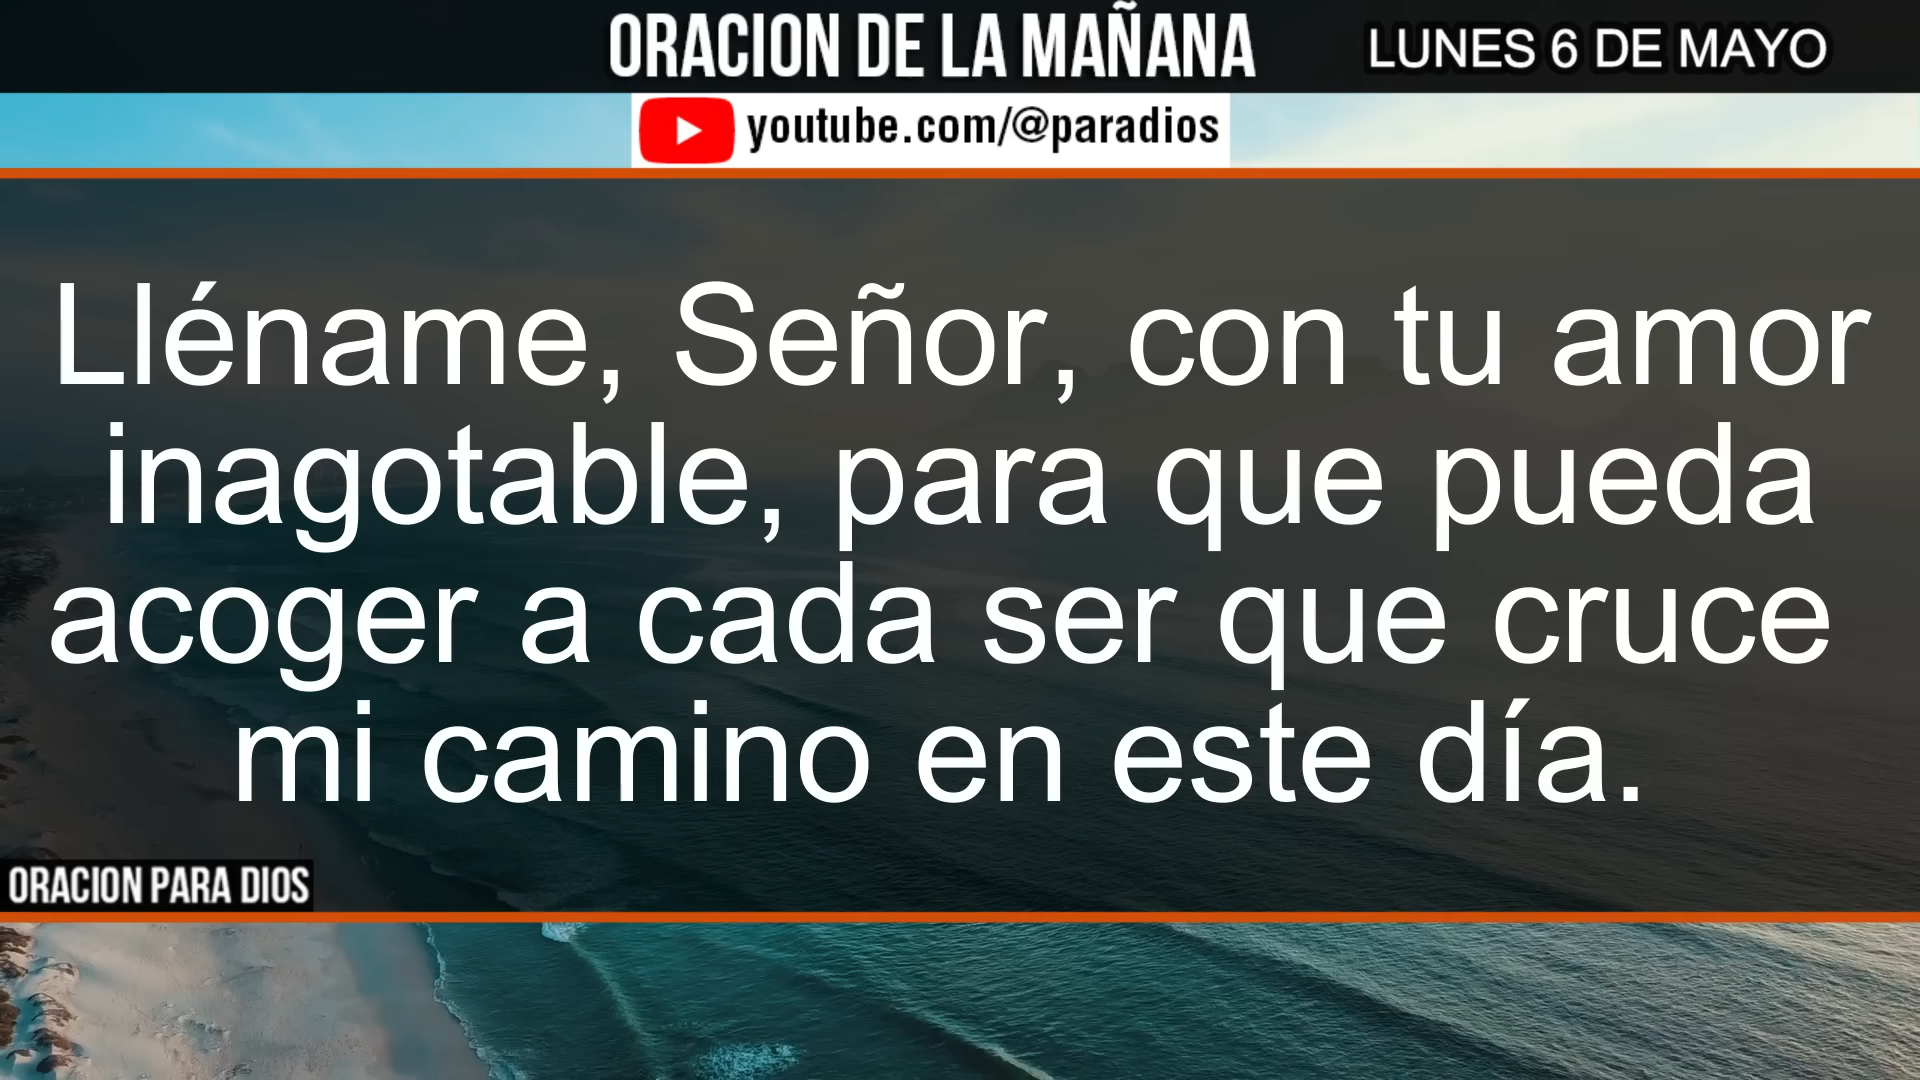 ORACION DE LA MAÑANA
LUNES 6 DE MAYO
youtube.com/@paradios
Lléname, Señor, con tu amor
inagotable, para que pueda
acoger a cada ser que cruce
mi camino en este día.
ORACION PARA DIOS